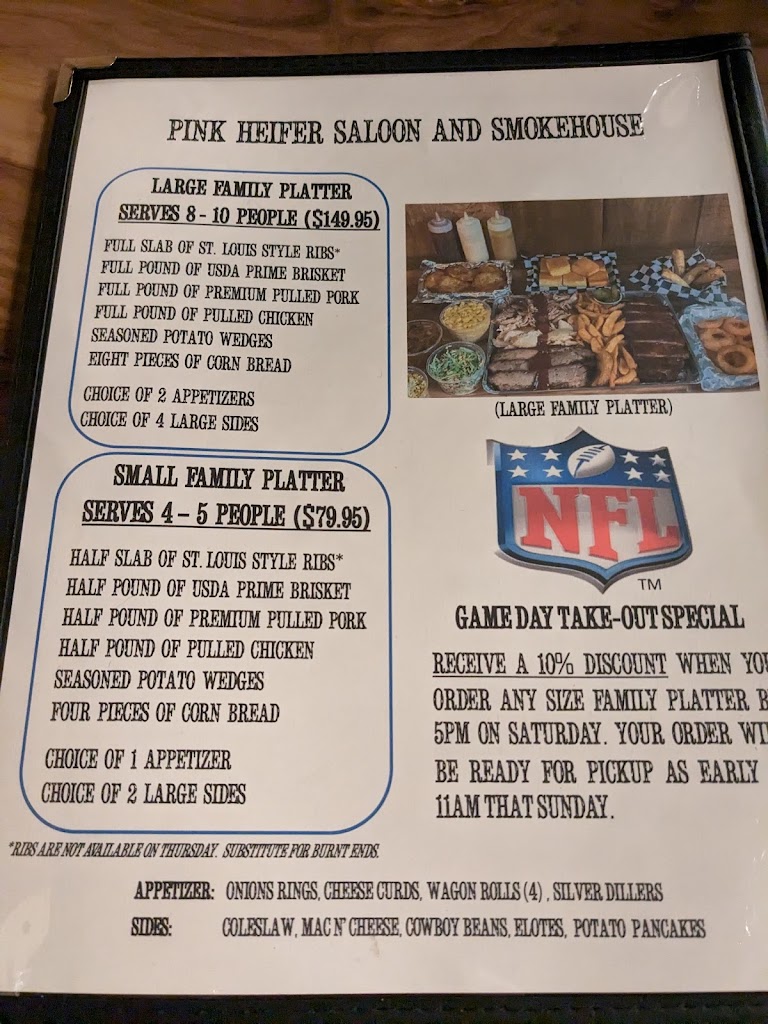 PINK HEIFER SALOON AND SMOKEHOUSE
LARGE FAMILY PLATTER
SERVES 8 - 10 PEOPLE ($149.95)
FULL SLAB OF ST. LOUIS STYLE RIBS*
FULL POUND OF USDA PRIME BRISKET
FULL POUND OF PREMIUM PULLED PORK
FULL POUND OF PULLED CHICKEN
SEASONED POTATO WEDGES
EIGHT PIECES OF CORN BREAD
CHOICE OF 2 APPETIZERS
CHOICE OF 4 LARGE SIDES
(LARGE FAMILY PLATTER)
SMALL FAMILY PLATTER
SERVES 4 – 5 PEOPLE ($79.95)
HALF SLAB OF ST. LOUIS STYLE RIBS*
HALF POUND OF USDA PRIME BRISKET
HALF POUND OF PREMIUM PULLED PORK
HALF POUND OF PULLED CHICKEN
SEASONED POTATO WEDGES
FOUR PIECES OF CORN BREAD
CHOICE OF 1 APPETIZER
CHOICE OF 2 LARGE SIDES
NFL
TM
GAME DAY TAKE-OUT SPECIAL
RECEIVE A 10% DISCOUNT WHEN
ORDER ANY SIZE FAMILY PLATTER
5PM ON SATURDAY. YOUR ORDER
BE READY FOR PICKUP AS EARLY
11AM THAT SUNDAY.
*RIBS ARE NOT AVAILABLE ON THURSDAY. SUBSTITUTE FOR BURNT ENDS.
APPETIZER: ONIONS RINGS, CHEESE CURDS, WAGON ROLLS (4) , SILVER DILLERS
SIDES: COLESLAW, MAC N' CHEESE, COWBOY BEANS, ELOTES, POTATO PANCAKES